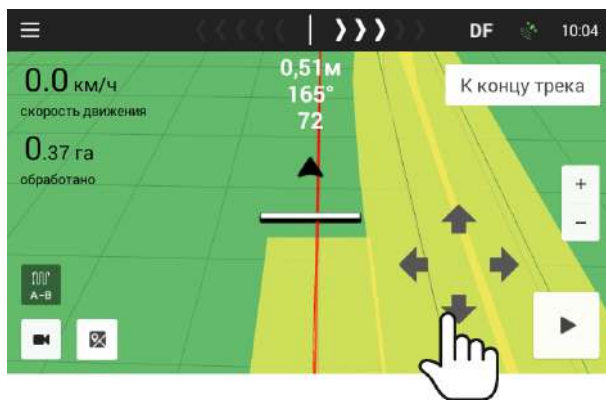 DF
10:04
0.0 км/ч
скорость движения
0.37 га
обработано
0,51м
165°
72
К концу трека
+
−
A–B